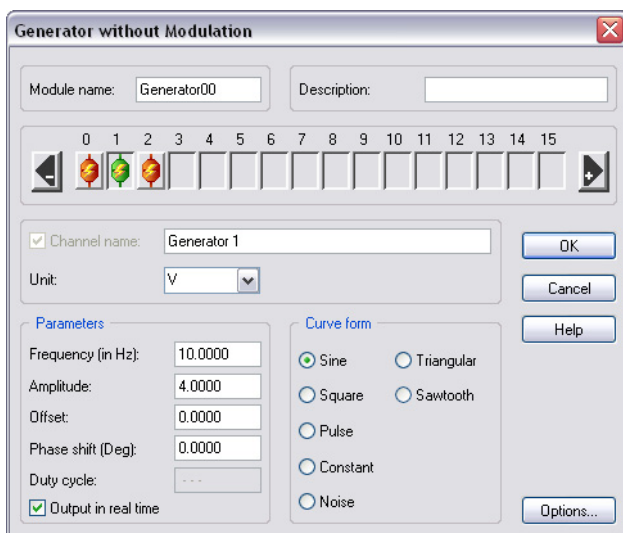 Generator without Modulation
Module name: Generator00 Description:
0 1 2 3 4 5 6 7 8 9 10 11 12 13 14 15
- +
Channel name: Generator 1
Unit: V
OK
Cancel
Help
Parameters
Frequency (in Hz): 10.0000
Amplitude: 4.0000
Offset: 0.0000
Phase shift (Deg): 0.0000
Duty cycle: - - -
Output in real time
Curve form
Sine Triangular
Square Sawtooth
Pulse
Constant
Noise
Options...